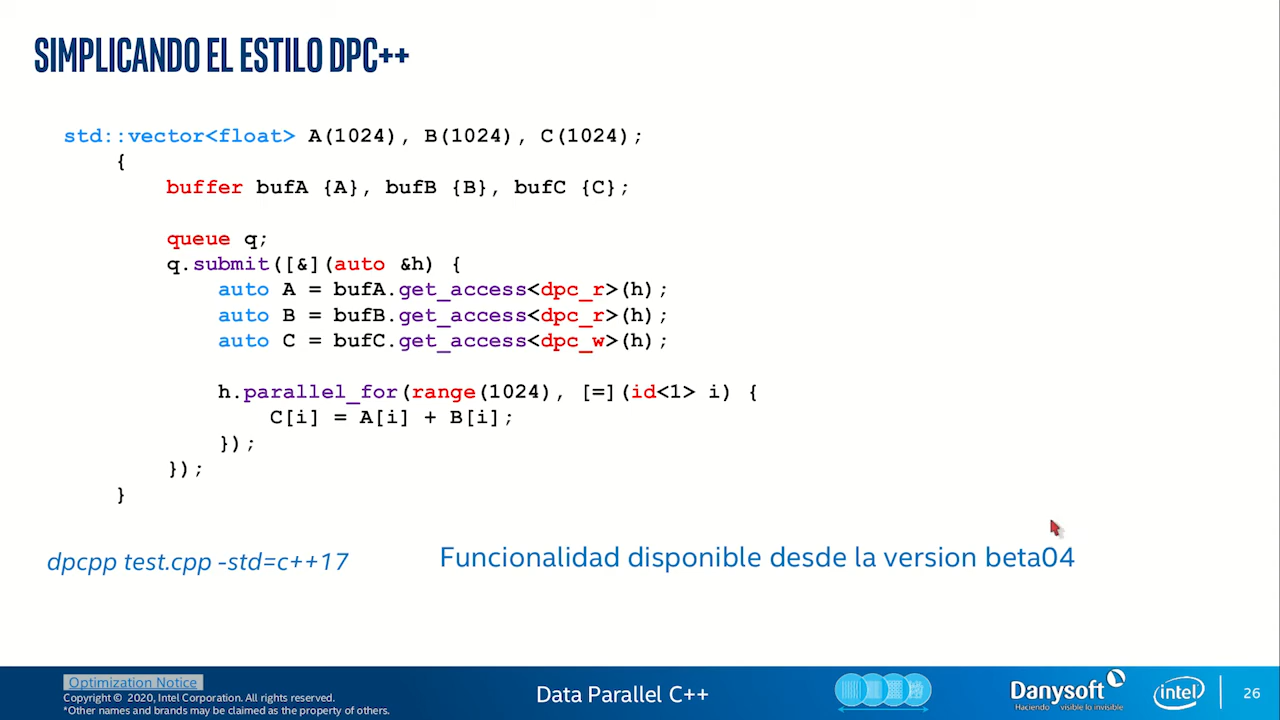 SIMPLICANDO EL ESTILO DPC++
std::vector<float> A(1024), B(1024), C(1024);
{
buffer bufA {A}, bufB {B}, bufC {C};
queue q;
q.submit([&](auto &h) {
auto A = bufA.get_access<dpc_r>(h);
auto B = bufB.get_access<dpc_r>(h);
auto C = bufC.get_access<dpc_w>(h);
h.parallel_for(range(1024), [=](id<1> i) {
C[i] = A[i] + B[i];
});
});
}
dpcpp test.cpp -std=c++17
Funcionalidad disponible desde la version beta04
Optimization Notice
Copyright © 2020, Intel Corporation. All rights reserved.
*Other names and brands may be claimed as the property of others.
Data Parallel C++
Danysoft
Haciendo visible lo invisible
intel
26